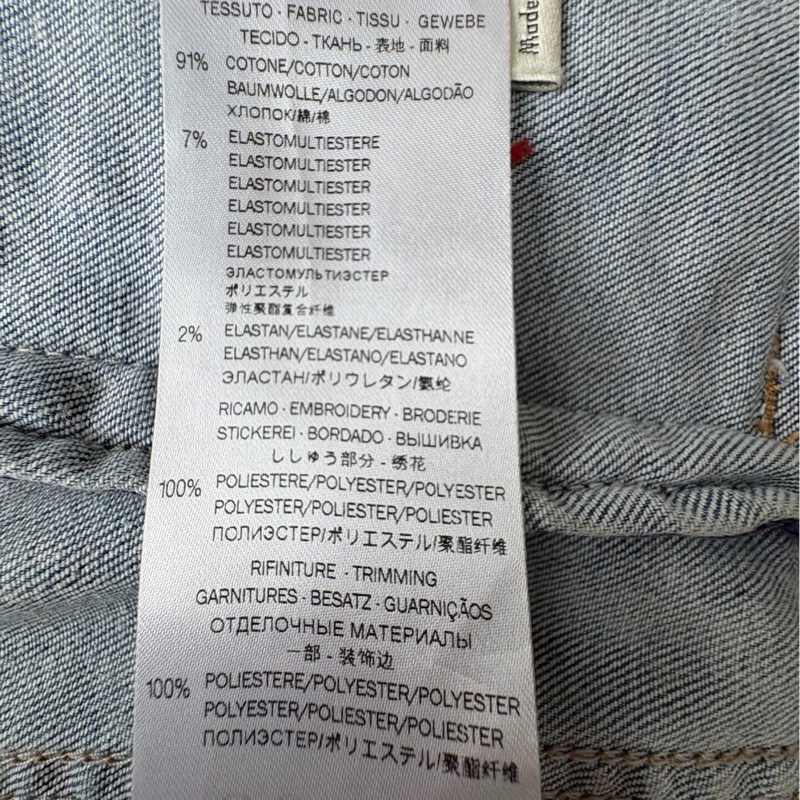 TESSUTO - FABRIC - TISSU - GEWEBE
TECIDO - ТКАНЬ - 表地 - 面料
91% COTONE/COTTON/COTON
BAUMWOLLE/ALGODON/ALGODÃO
ХЛОПОК/綿/棉
7% ELASTOMULTIESTERE
ELASTOMULTIESTER
ELASTOMULTIESTER
ELASTOMULTIESTER
ELASTOMULTIESTER
ELASTOMULTIESTER
ЭЛАСТОМУЛЬТИЭСТЕР
ポリエステル
弹性聚酯复合纤维
2% ELASTAN/ELASTANE/ELASTHANNE
ELASTHAN/ELASTANO/ELASTANO
ЭЛАСТАН/ポリウレタン/氨纶
RICAMO - EMBROIDERY - BRODERIE
STICKEREI - BORDADO - ВЫШИВКА
ししゅう部分 - 绣花
100% POLIESTERE/POLYESTER/POLYESTER
POLYESTER/POLIESTER/POLIESTER
ПОЛИЭСТЕР/ポリエステル/聚酯纤维
RIFINITURE - TRIMMING
GARNITURES - BESATZ - GUARNIÇÃOS
ОТДЕЛОЧНЫЕ МАТЕРИАЛЫ
一部 - 装饰边
100% POLIESTERE/POLYESTER/POLYESTER
POLYESTER/POLIESTER/POLIESTER
ПОЛИЭСТЕР/ポリエステル/聚酯纤维
Made